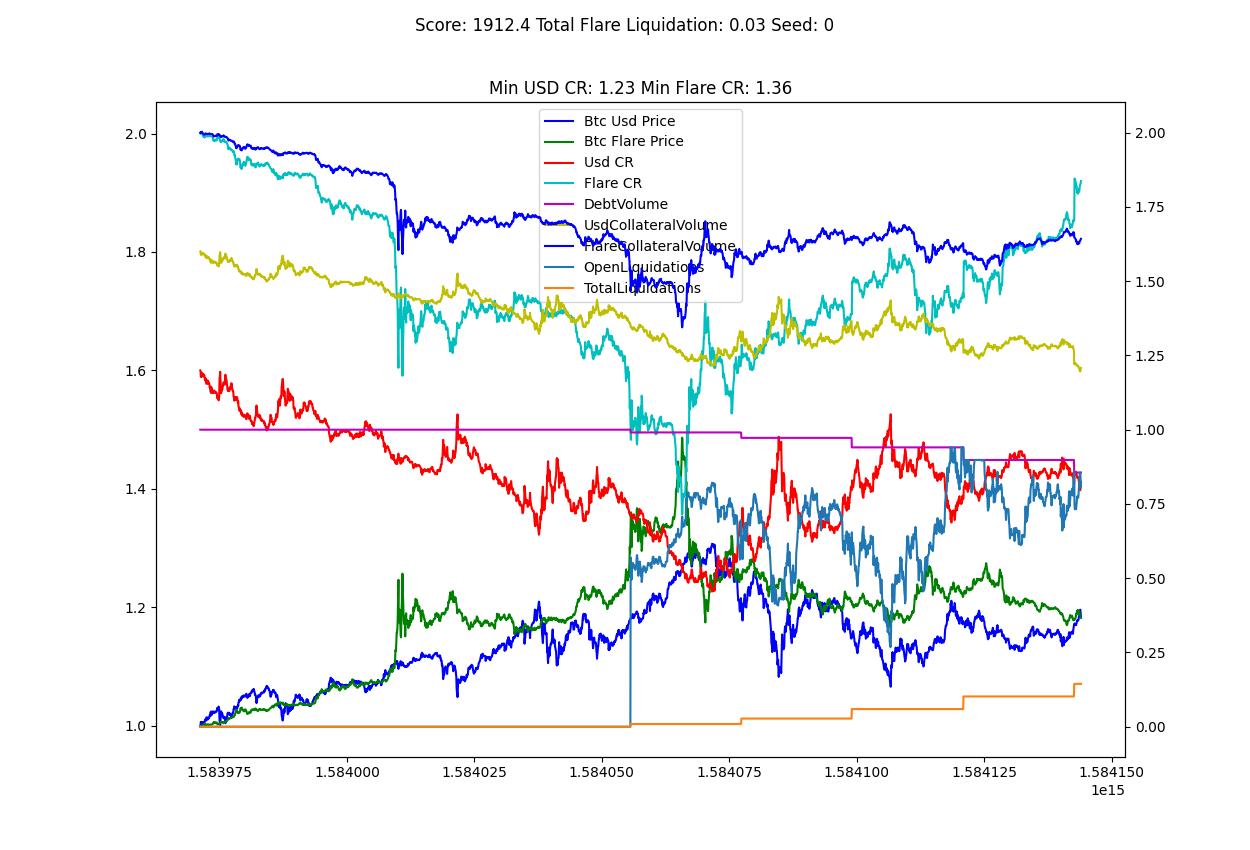 Score: 1912.4 Total Flare Liquidation: 0.03 Seed: 0
Min USD CR: 1.23 Min Flare CR: 1.36
Btc Usd Price
Btc Flare Price
Usd CR
Flare CR
DebtVolume
UsdCollateralVolume
FlareCollateralVolume
OpenLiquidations
TotalLiquidations
2.0
1.8
1.6
1.4
1.2
1.0
2.00
1.75
1.50
1.25
1.00
0.75
0.50
0.25
0.00
1.583975 1.584000 1.584025 1.584050 1.584075 1.584100 1.584125 1.584150
1e15